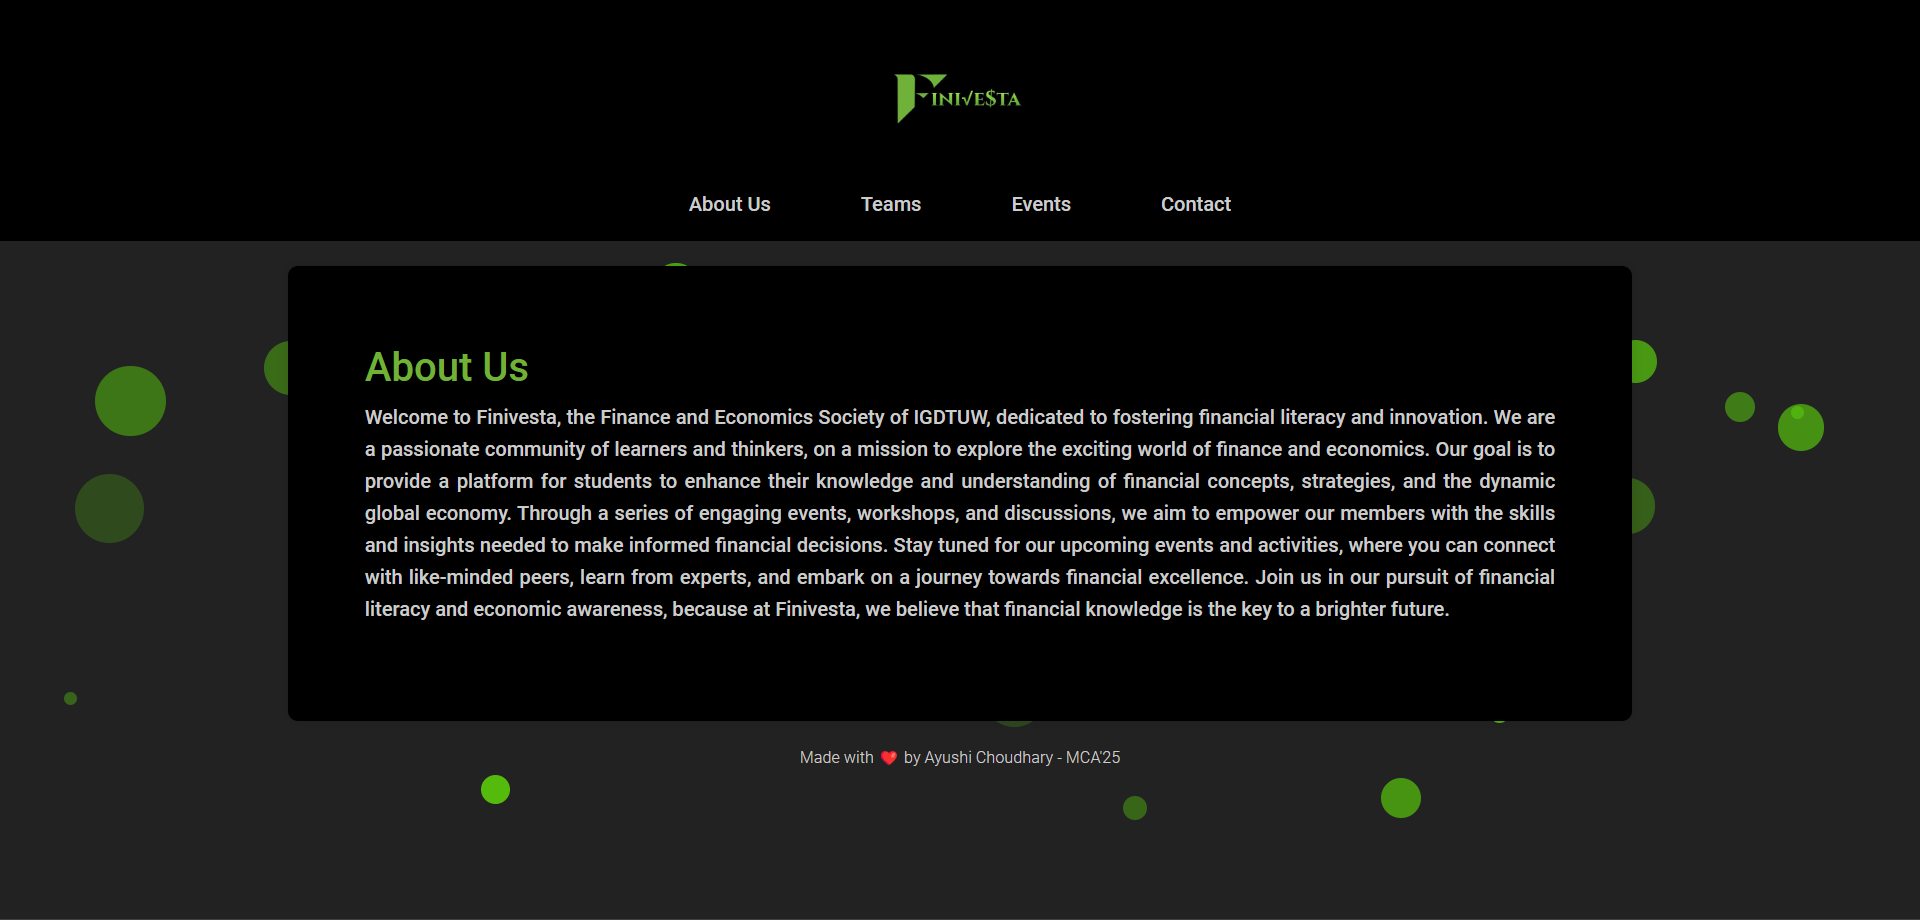 FINI√E$TA
About Us Teams Events Contact
About Us
Welcome to Finivesta, the Finance and Economics Society of IGDTUW, dedicated to fostering financial literacy and innovation. We are
a passionate community of learners and thinkers, on a mission to explore the exciting world of finance and economics. Our goal is to
provide a platform for students to enhance their knowledge and understanding of financial concepts, strategies, and the dynamic
global economy. Through a series of engaging events, workshops, and discussions, we aim to empower our members with the skills
and insights needed to make informed financial decisions. Stay tuned for our upcoming events and activities, where you can connect
with like-minded peers, learn from experts, and embark on a journey towards financial excellence. Join us in our pursuit of financial
literacy and economic awareness, because at Finivesta, we believe that financial knowledge is the key to a brighter future.
Made with ❤️ by Ayushi Choudhary - MCA'25